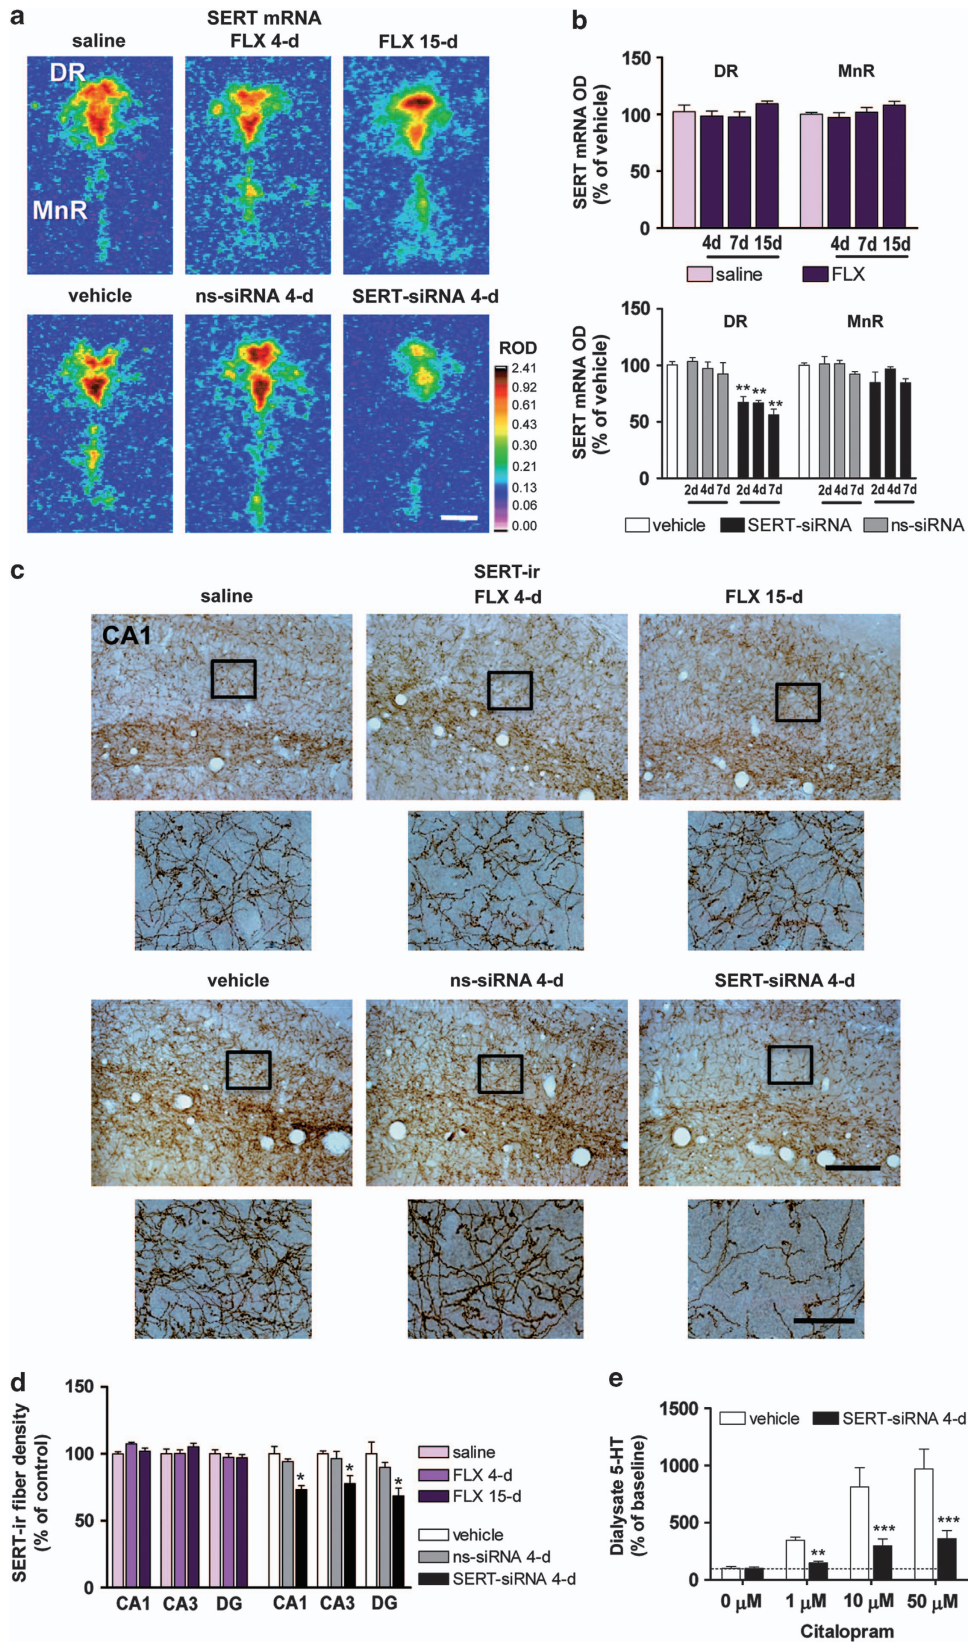 a
SERT mRNA
saline FLX 4-d FLX 15-d
DR
MnR
vehicle ns-siRNA 4-d SERT-siRNA 4-d
ROD
2.41
0.92
0.61
0.43
0.30
0.21
0.13
0.06
0.00
b
SERT mRNA OD
(% of vehicle)
150
100
50
0
DR MnR
4d 7d 15d 4d 7d 15d
saline FLX
SERT mRNA OD
(% of vehicle)
150
100
50
0
DR MnR
** ** **
2d 4d 7d 2d 4d 7d 2d 4d 7d 2d 4d 7d
vehicle SERT-siRNA ns-siRNA
c
SERT-ir
saline FLX 4-d FLX 15-d
CA1
vehicle ns-siRNA 4-d SERT-siRNA 4-d
d
SERT-ir fiber density
(% of control)
150
100
50
0
* * *
CA1 CA3 DG CA1 CA3 DG
saline
FLX 4-d
FLX 15-d
vehicle
ns-siRNA 4-d
SERT-siRNA 4-d
e
Dialysate 5-HT
(% of baseline)
1500
1000
500
0
vehicle SERT-siRNA 4-d
** *** ***
0 µM 1 µM 10 µM 50 µM
Citalopram